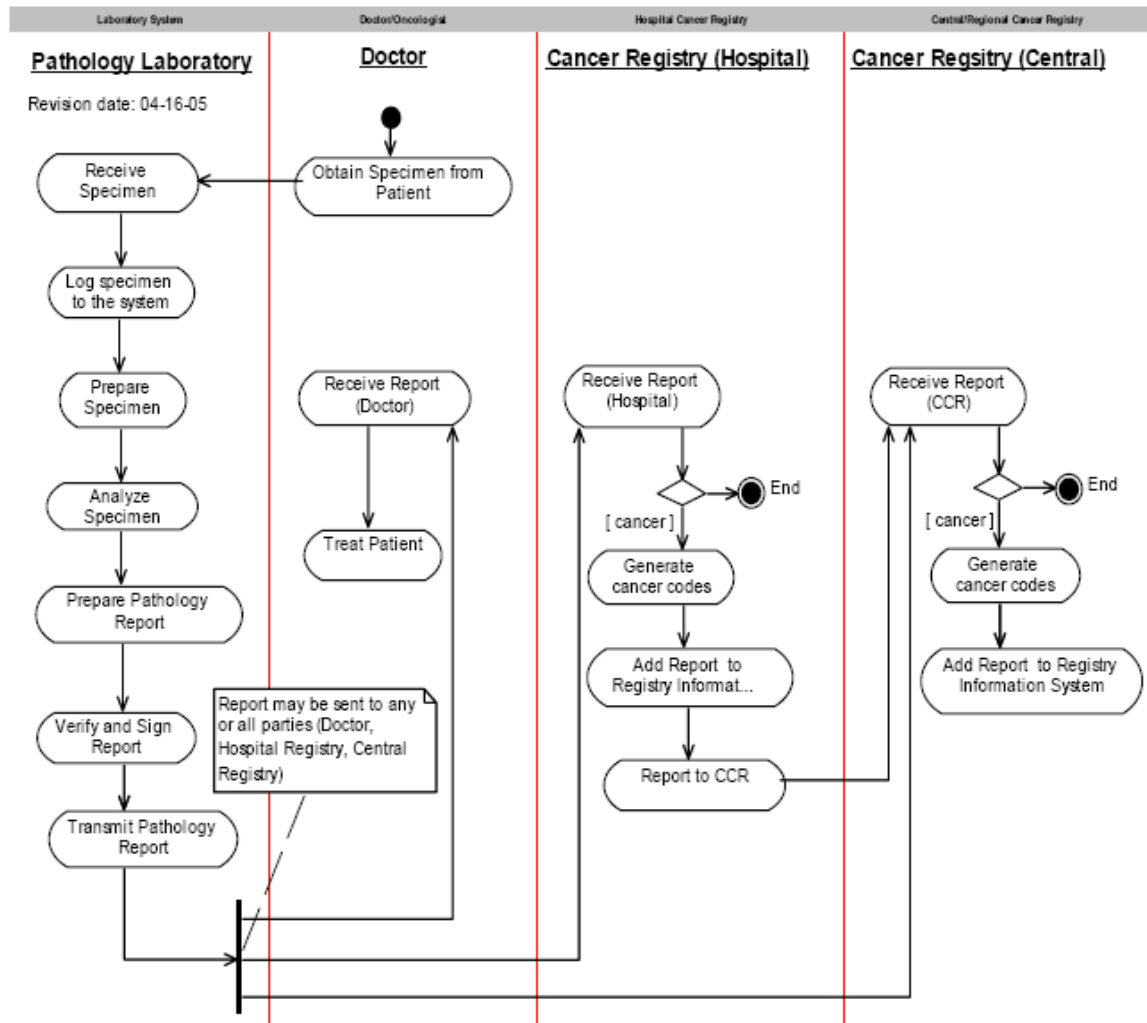 Laboratory System
Doctor/Oncologist
Hospital Cancer Registry
Central/Regional Cancer Registry
Pathology Laboratory
Doctor
Cancer Registry (Hospital)
Cancer Regsitry (Central)
Revision date: 04-16-05
Receive
Specimen
Obtain Specimen from
Patient
Log specimen
to the system
Prepare
Specimen
Receive Report
(Doctor)
Receive Report
(Hospital)
Receive Report
(CCR)
Analyze
Specimen
Treat Patient
End
[ cancer ]
End
[ cancer ]
Generate
cancer codes
Generate
cancer codes
Prepare Pathology
Report
Add Report to
Registry Informat...
Add Report to Registry
Information System
Verify and Sign
Report
Report may be sent to any
or all parties (Doctor,
Hospital Registry, Central
Registry)
Report to CCR
Transmit Pathology
Report